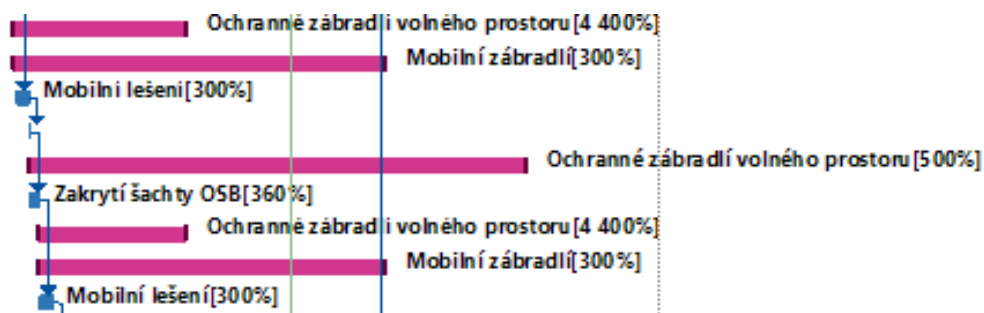 Ochranné zábradlí volného prostoru[4 400%]
Mobilní zábradlí[300%]
Mobilní lešení[300%]
Ochranné zábradlí volného prostoru[500%]
Zakrytí šachty OSB[360%]
Ochranné zábradlí volného prostoru[4 400%]
Mobilní zábradlí[300%]
Mobilní lešení[300%]